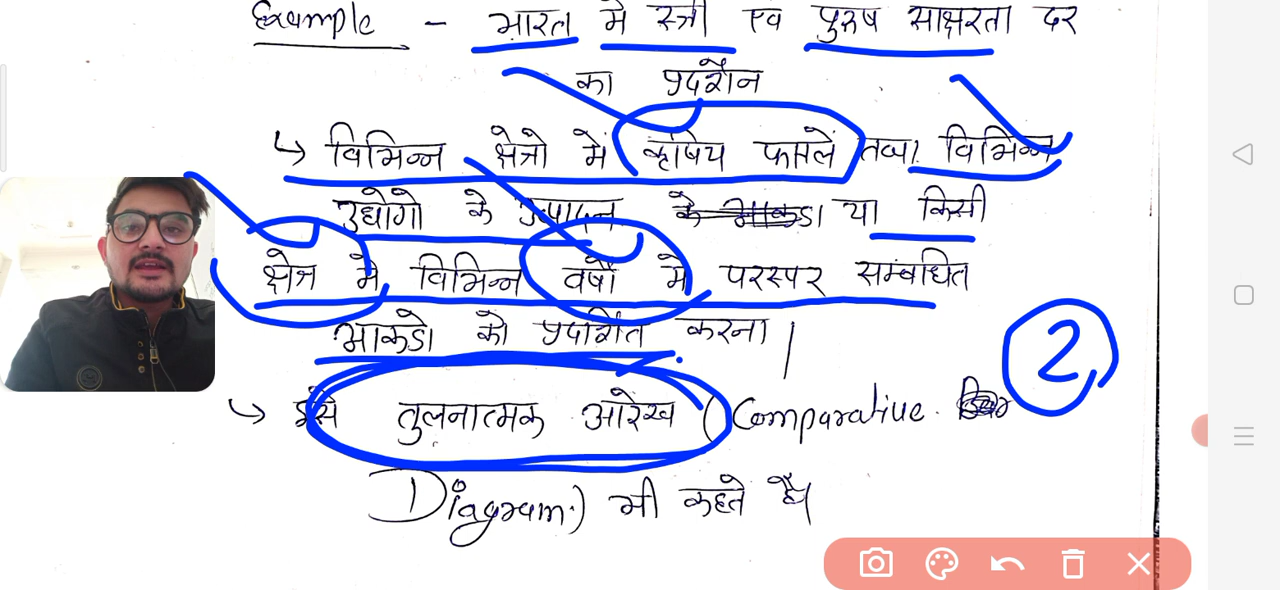 Example - भारत मे स्त्री एवं पुरुष साक्षरता दर
का प्रदर्शन
↳ विभिन्न क्षेत्रो में कृषिय फसलें तथा विभिन्न
उद्योगो के उत्पादन के आकडा या किसी
क्षेत्र मे विभिन्न वर्षों मे परस्पर सम्बंधित
आकडो को प्रदर्शित करना |
↳ इसे तुलनात्मक आरेख (Comparative
Diagram.) भी कहते है।
2